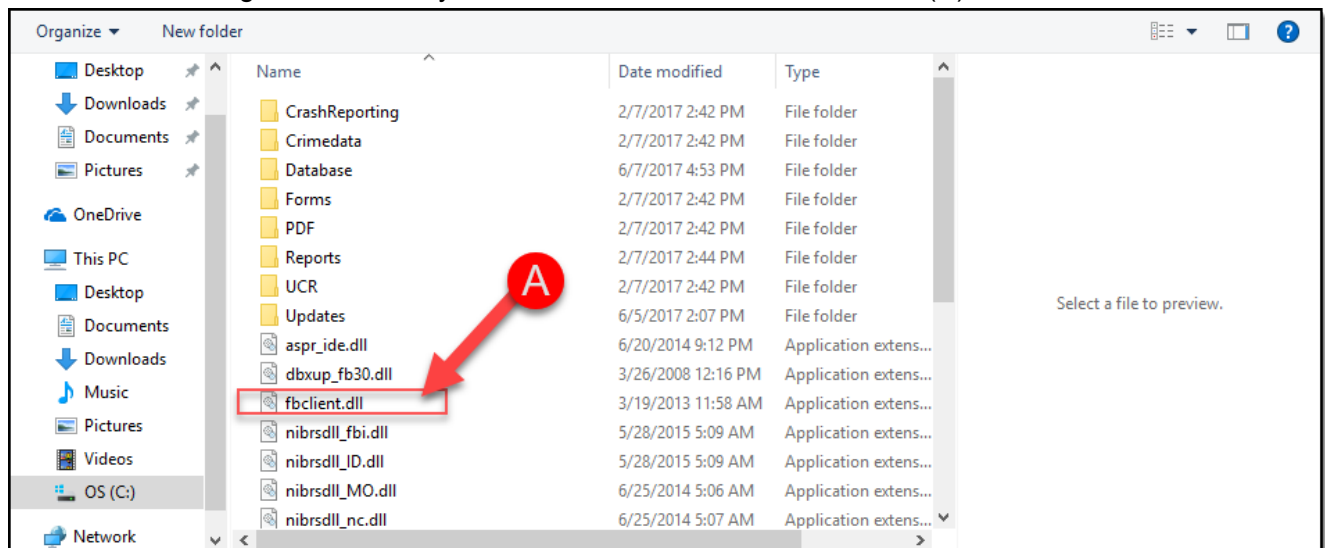 Organize New folder
Desktop
Downloads
Documents
Pictures
OneDrive
This PC
Desktop
Documents
Downloads
Music
Pictures
Videos
OS (C:)
Network
Name Date modified Type
CrashReporting 2/7/2017 2:42 PM File folder
Crimedata 2/7/2017 2:42 PM File folder
Database 6/7/2017 4:53 PM File folder
Forms 2/7/2017 2:42 PM File folder
PDF 2/7/2017 2:42 PM File folder
Reports 2/7/2017 2:44 PM File folder
UCR 2/7/2017 2:42 PM File folder
Updates 6/5/2017 2:07 PM File folder
aspr_ide.dll 6/20/2014 9:12 PM Application extens...
dbxup_fb30.dll 3/26/2008 12:16 PM Application extens...
fbclient.dll 3/19/2013 11:58 AM Application extens...
nibrsdll_fbi.dll 5/28/2015 5:09 AM Application extens...
nibrsdll_ID.dll 5/28/2015 5:09 AM Application extens...
nibrsdll_MO.dll 6/25/2014 5:06 AM Application extens...
nibrsdll_nc.dll 6/25/2014 5:07 AM Application extens...
A
Select a file to preview.
?